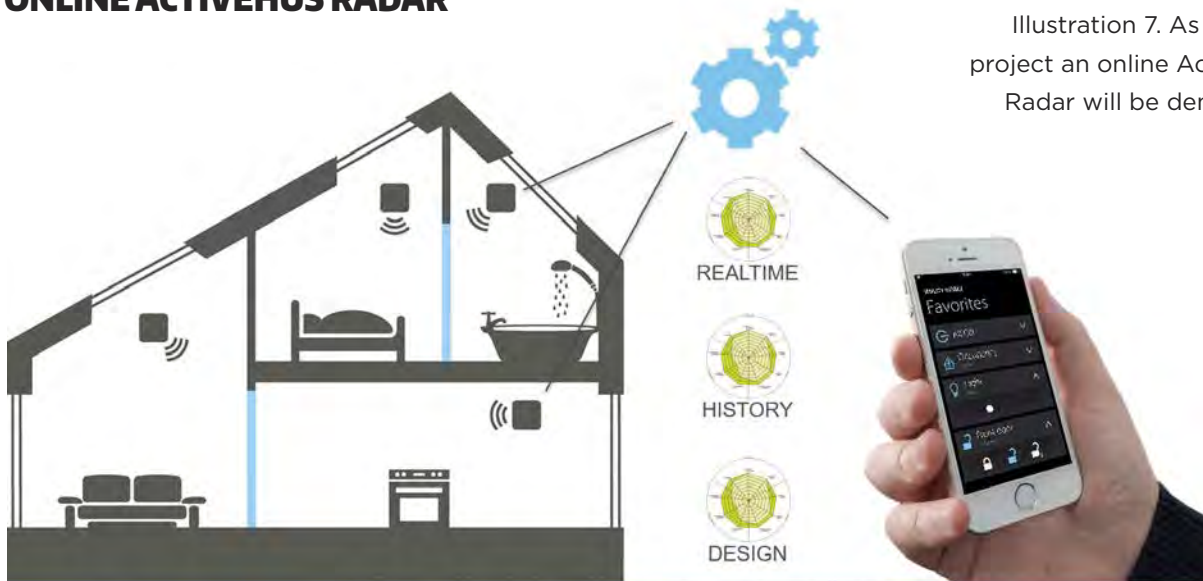 ONLINE ACTIVEHUS RADAR
Illustration 7. As
project an online Ac
Radar will be der
REALTIME
HISTORY
DESIGN
Favorites